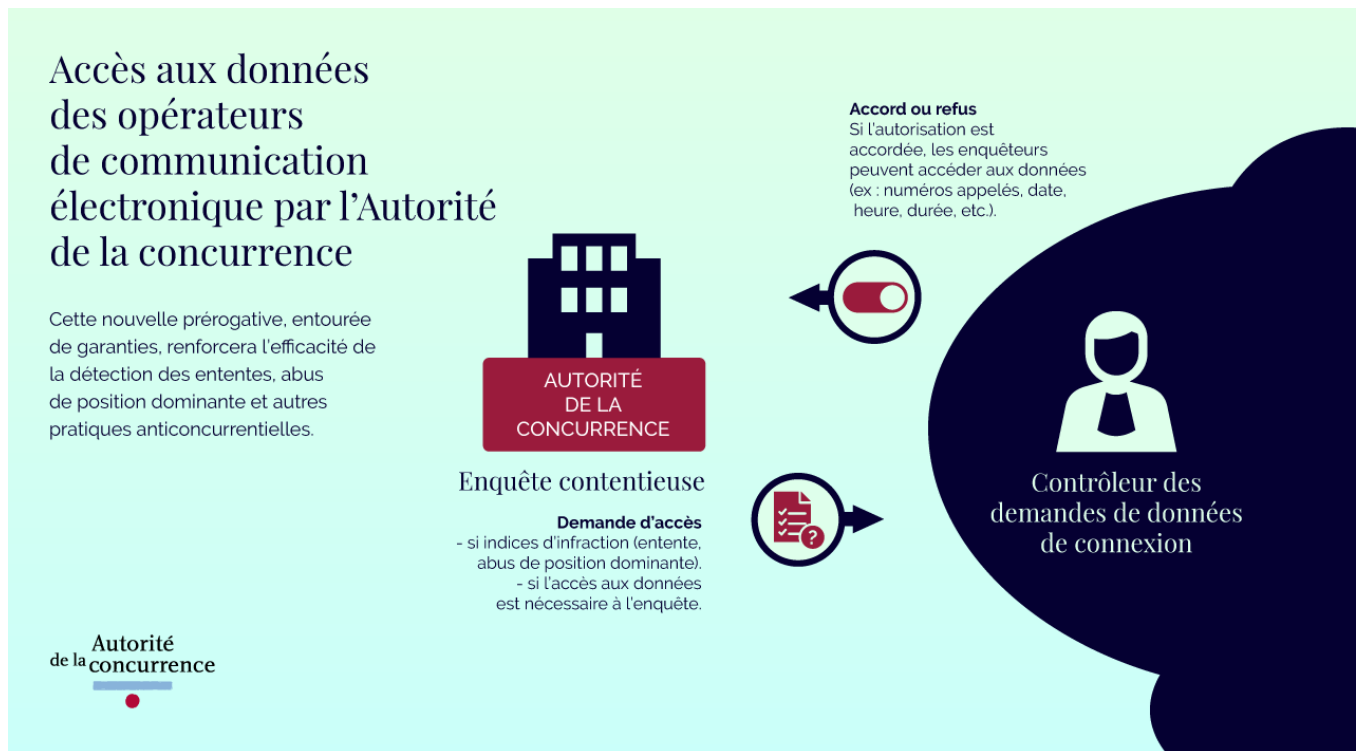 Accès aux données
des opérateurs
de communication
électronique par l'Autorité
de la concurrence
Cette nouvelle prérogative, entourée
de garanties, renforcera l'efficacité de
la détection des ententes, abus
de position dominante et autres
pratiques anticoncurrentielles.
AUTORITÉ
DE LA
CONCURRENCE
Enquête contentieuse
Demande d'accès
- si indices d'infraction (entente,
abus de position dominante).
- si l'accès aux données
est nécessaire à l'enquête.
Accord ou refus
Si l'autorisation est
accordée, les enquêteurs
peuvent accéder aux données
(ex : numéros appelés, date,
heure, durée, etc.).
?
Contrôleur des
demandes de données
de connexion
Autorité
de la concurrence